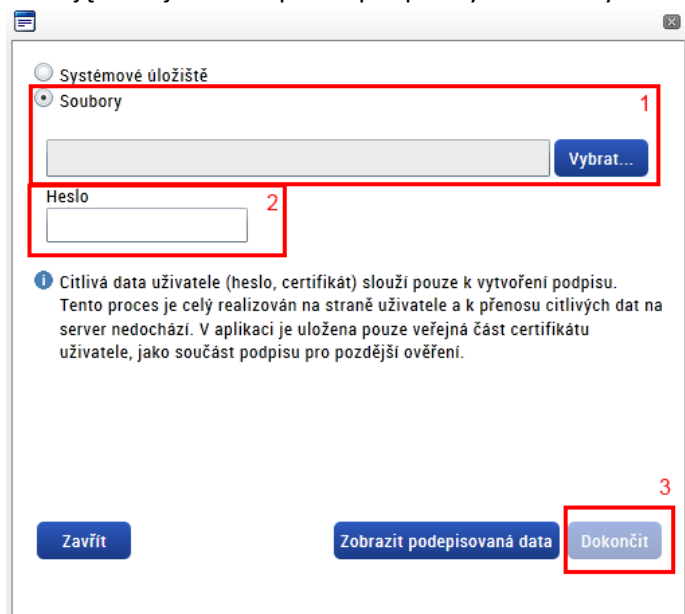 Systémové úložiště
Soubory
1
Vybrat...
Heslo
2
Citlivá data uživatele (heslo, certifikát) slouží pouze k vytvoření podpisu.
Tento proces je celý realizován na straně uživatele a k přenosu citlivých dat na
server nedochází. V aplikaci je uložena pouze veřejná část certifikátu
uživatele, jako součást podpisu pro pozdější ověření.
3
Zavřít
Zobrazit podepisovaná data
Dokončit